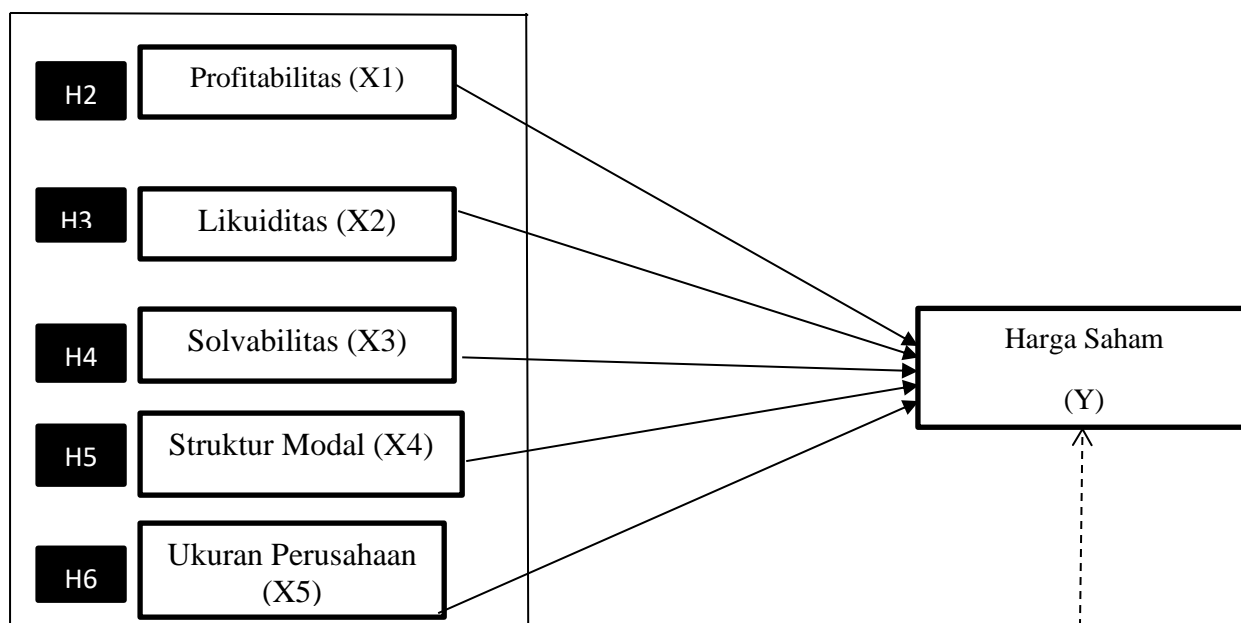 H2
Profitabilitas (X1)
H3
Likuiditas (X2)
H4
Solvabilitas (X3)
Harga Saham
(Y)
H5
Struktur Modal (X4)
H6
Ukuran Perusahaan
(X5)